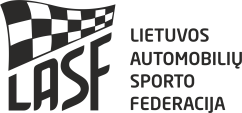 LASF
LIETUVOS
AUTOMOBILIŲ
SPORTO
FEDERACIJA